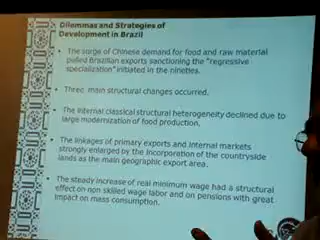 Dilemmas and Strategies of
Development in Brazil
• The surge of Chinese demand for food and raw material
pulled Brazilian exports sanctioning the "regressive
specialization" initiated in the nineties.
• Three main structural changes occurred.
• The internal classical structural heterogeneity declined due to
large modernization of food production.
• The linkages of primary exports and internal markets
strongly enlarged by the incorporation of the countryside
lands as the main geographic export area.
• The steady increase of real minimum wage had a structural
effect on non skilled wage labor and on pensions with great
impact on mass consumption.